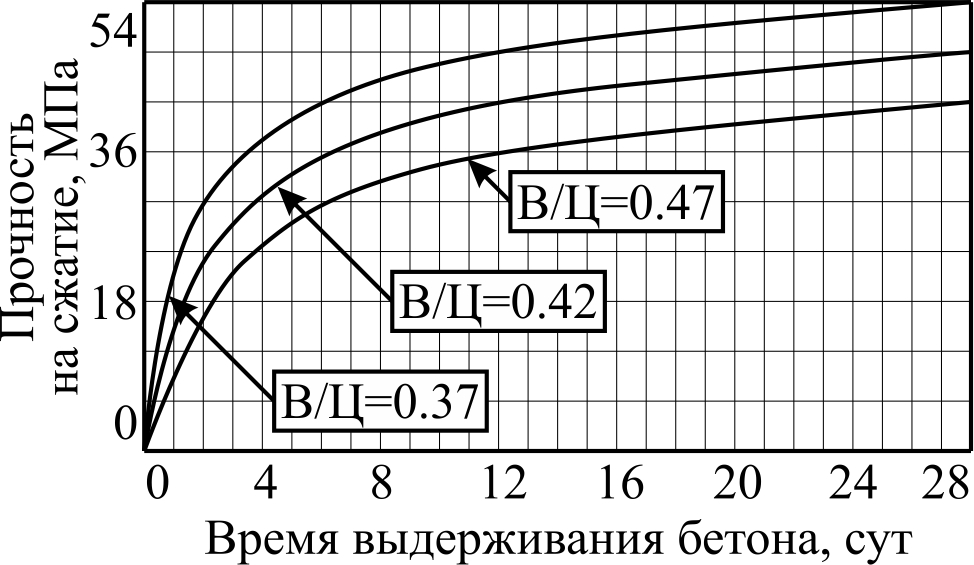 Прочность
на сжатие, МПа
54
36
18
0
В/Ц=0.47
В/Ц=0.42
В/Ц=0.37
0 4 8 12 16 20 24 28
Время выдерживания бетона, сут